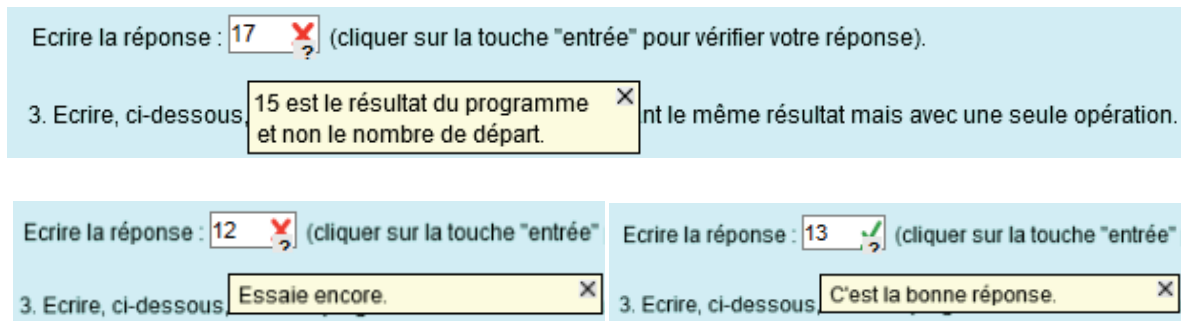 Ecrire la réponse : 17 ? (cliquer sur la touche "entrée" pour vérifier votre réponse).
15 est le résultat du programme
3. Ecrire, ci-dessous, nt le même résultat mais avec une seule opération.
et non le nombre de départ.
Ecrire la réponse : 12 ? (cliquer sur la touche "entrée"
3. Ecrire, ci-dessous, Essaie encore.
Ecrire la réponse : 13 ? (cliquer sur la touche "entrée"
3. Ecrire, ci-dessous, C'est la bonne réponse.